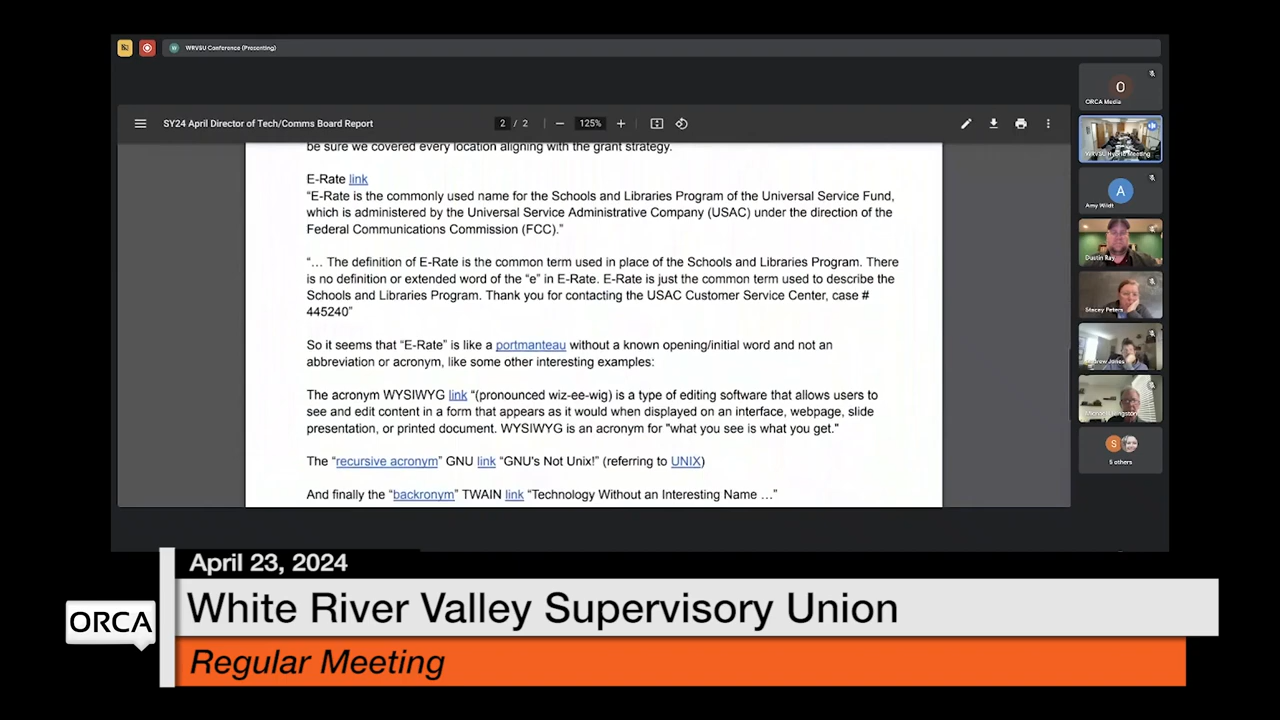 W
WRVSU Conference (Presenting)
SY24 April Director of Tech/Comms Board Report
2 / 2
125%
be sure we covered every location aligning with the grant strategy.
E-Rate link
“E-Rate is the commonly used name for the Schools and Libraries Program of the Universal Service Fund,
which is administered by the Universal Service Administrative Company (USAC) under the direction of the
Federal Communications Commission (FCC).”
“… The definition of E-Rate is the common term used in place of the Schools and Libraries Program. There
is no definition or extended word of the “e” in E-Rate. E-Rate is just the common term used to describe the
Schools and Libraries Program. Thank you for contacting the USAC Customer Service Center, case #
445240”
So it seems that “E-Rate” is like a portmanteau without a known opening/initial word and not an
abbreviation or acronym, like some other interesting examples:
The acronym WYSIWYG link “(pronounced wiz-ee-wig) is a type of editing software that allows users to
see and edit content in a form that appears as it would when displayed on an interface, webpage, slide
presentation, or printed document. WYSIWYG is an acronym for "what you see is what you get."
The “recursive acronym” GNU link “GNU's Not Unix!” (referring to UNIX)
And finally the “backronym” TWAIN link “Technology Without an Interesting Name …”
O
ORCA Media
WRVSU Hybrid Meeting
A
Amy Wildt
Dustin Ray
Stacey Peters
Andrew Jones
Michael Livingston
S
5 others
April 23, 2024
ORCA
White River Valley Supervisory Union
Regular Meeting